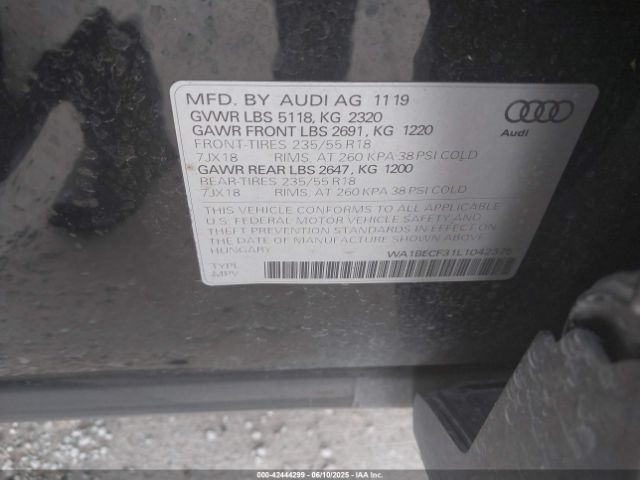 MFD. BY AUDI AG 1119
GVWR LBS 5118, KG 2320
GAWR FRONT LBS 2691, KG 1220
FRONT-TIRES 235/55 R18
7JX18 RIMS, AT 260 KPA 38 PSI COLD
GAWR REAR LBS 2647, KG 1200
REAR-TIRES 235/55 R18
7JX18 RIMS, AT 260 KPA 38 PSI COLD
THIS VEHICLE CONFORMS TO ALL APPLICABLE
U.S. FEDERAL MOTOR VEHICLE SAFETY AND
THEFT PREVENTION STANDARDS IN EFFECT ON
THE DATE OF MANUFACTURE SHOWN ABOVE.
HUNGARY
WA1BECF31L1042375
TYPE:
MPV
Audi
000-42444299 - 06/10/2025 - IAA Inc.